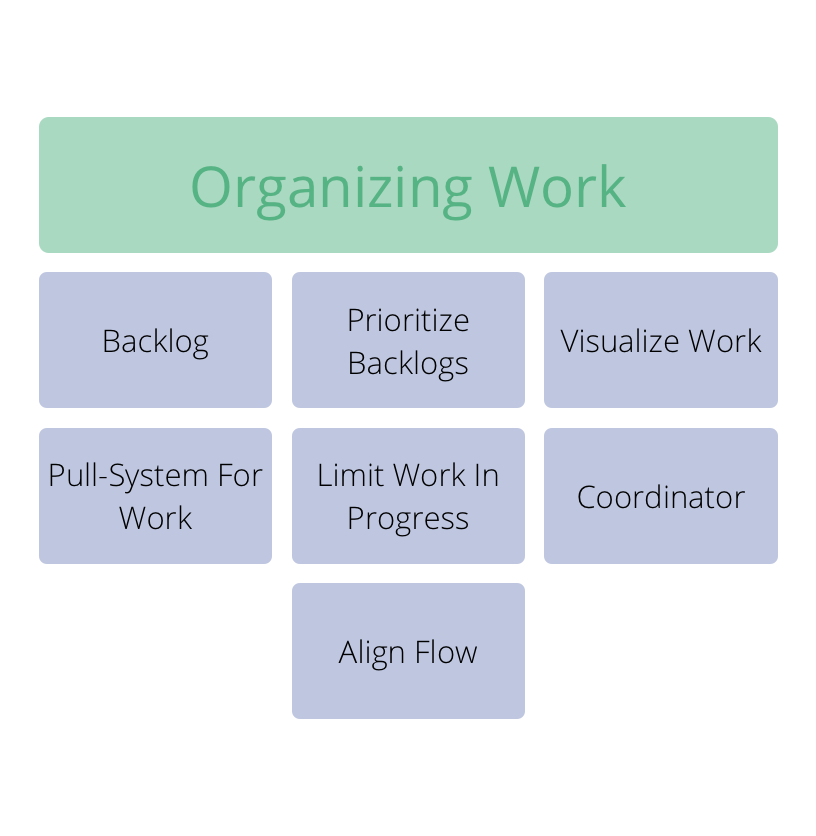 Organizing Work
Backlog
Prioritize
Backlogs
Visualize Work
Pull-System For
Work
Limit Work In
Progress
Coordinator
Align Flow